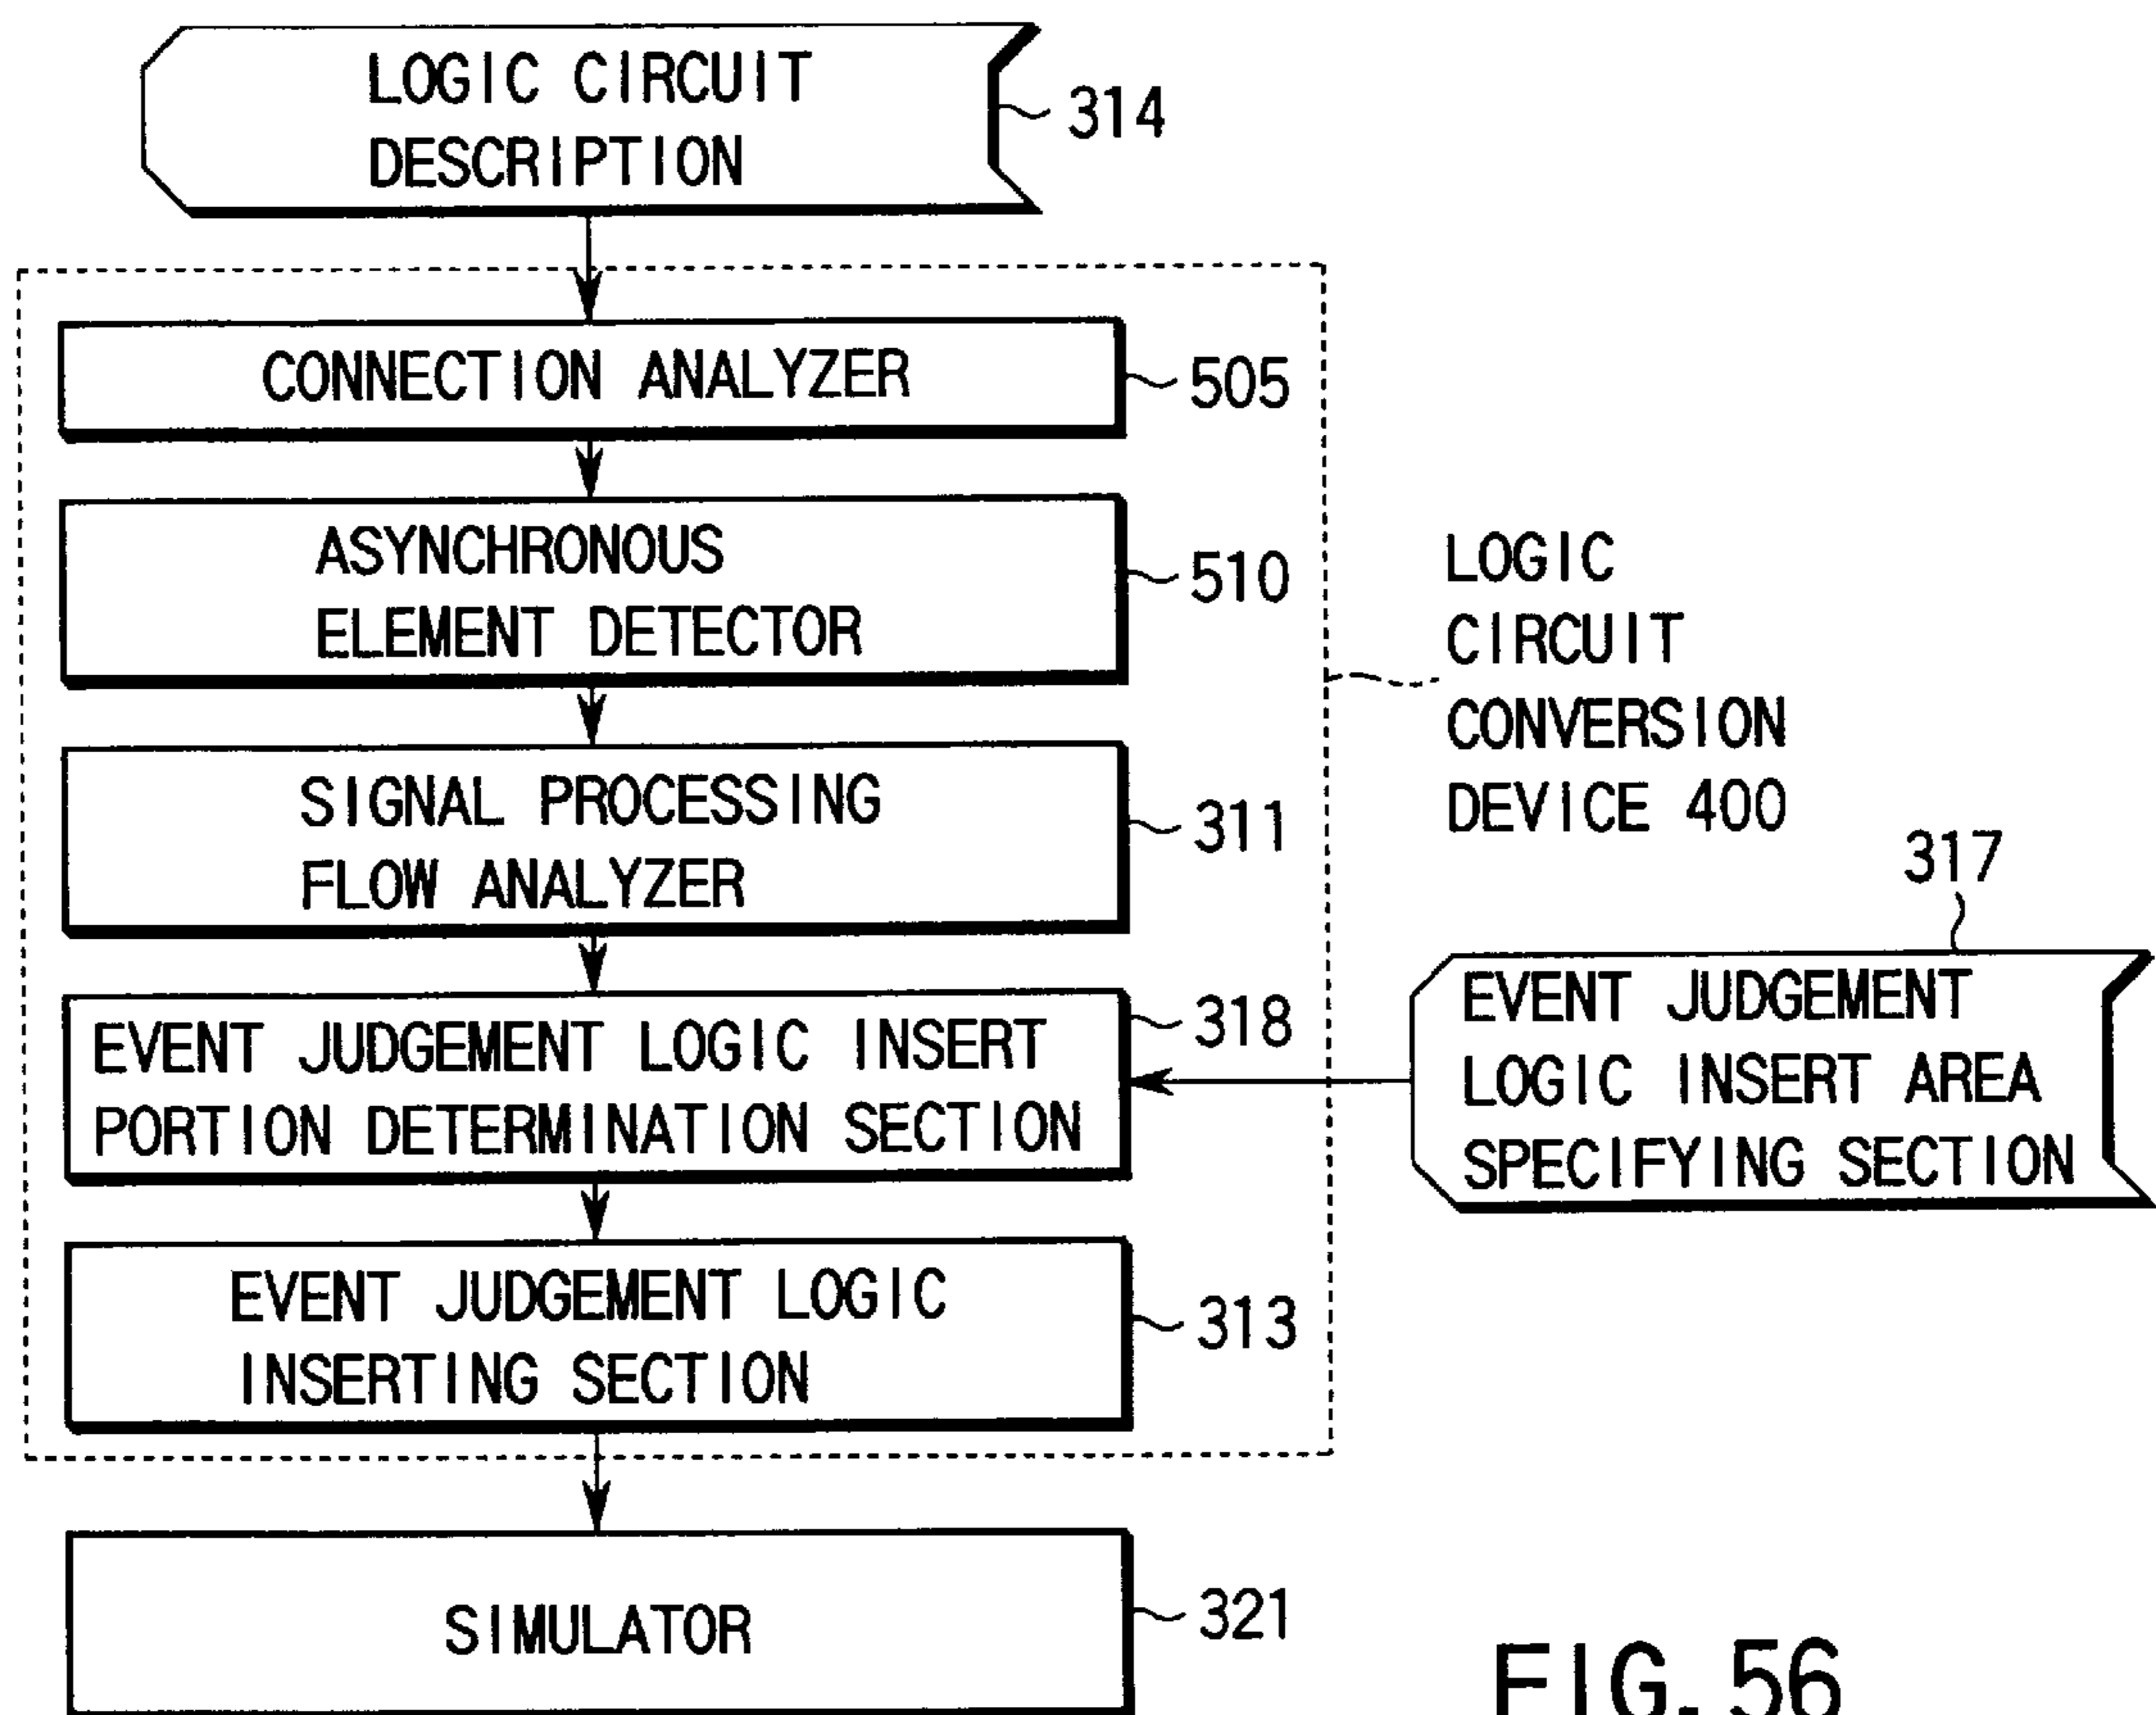 LOGIC CIRCUIT
DESCRIPTION
314
CONNECTION ANALYZER
505
ASYNCHRONOUS
ELEMENT DETECTOR
510
SIGNAL PROCESSING
FLOW ANALYZER
311
LOGIC
CIRCUIT
CONVERSION
DEVICE 400
317
EVENT JUDGEMENT LOGIC INSERT
PORTION DETERMINATION SECTION
318
EVENT JUDGEMENT
LOGIC INSERT AREA
SPECIFYING SECTION
EVENT JUDGEMENT LOGIC
INSERTING SECTION
313
SIMULATOR
321
FIG. 56